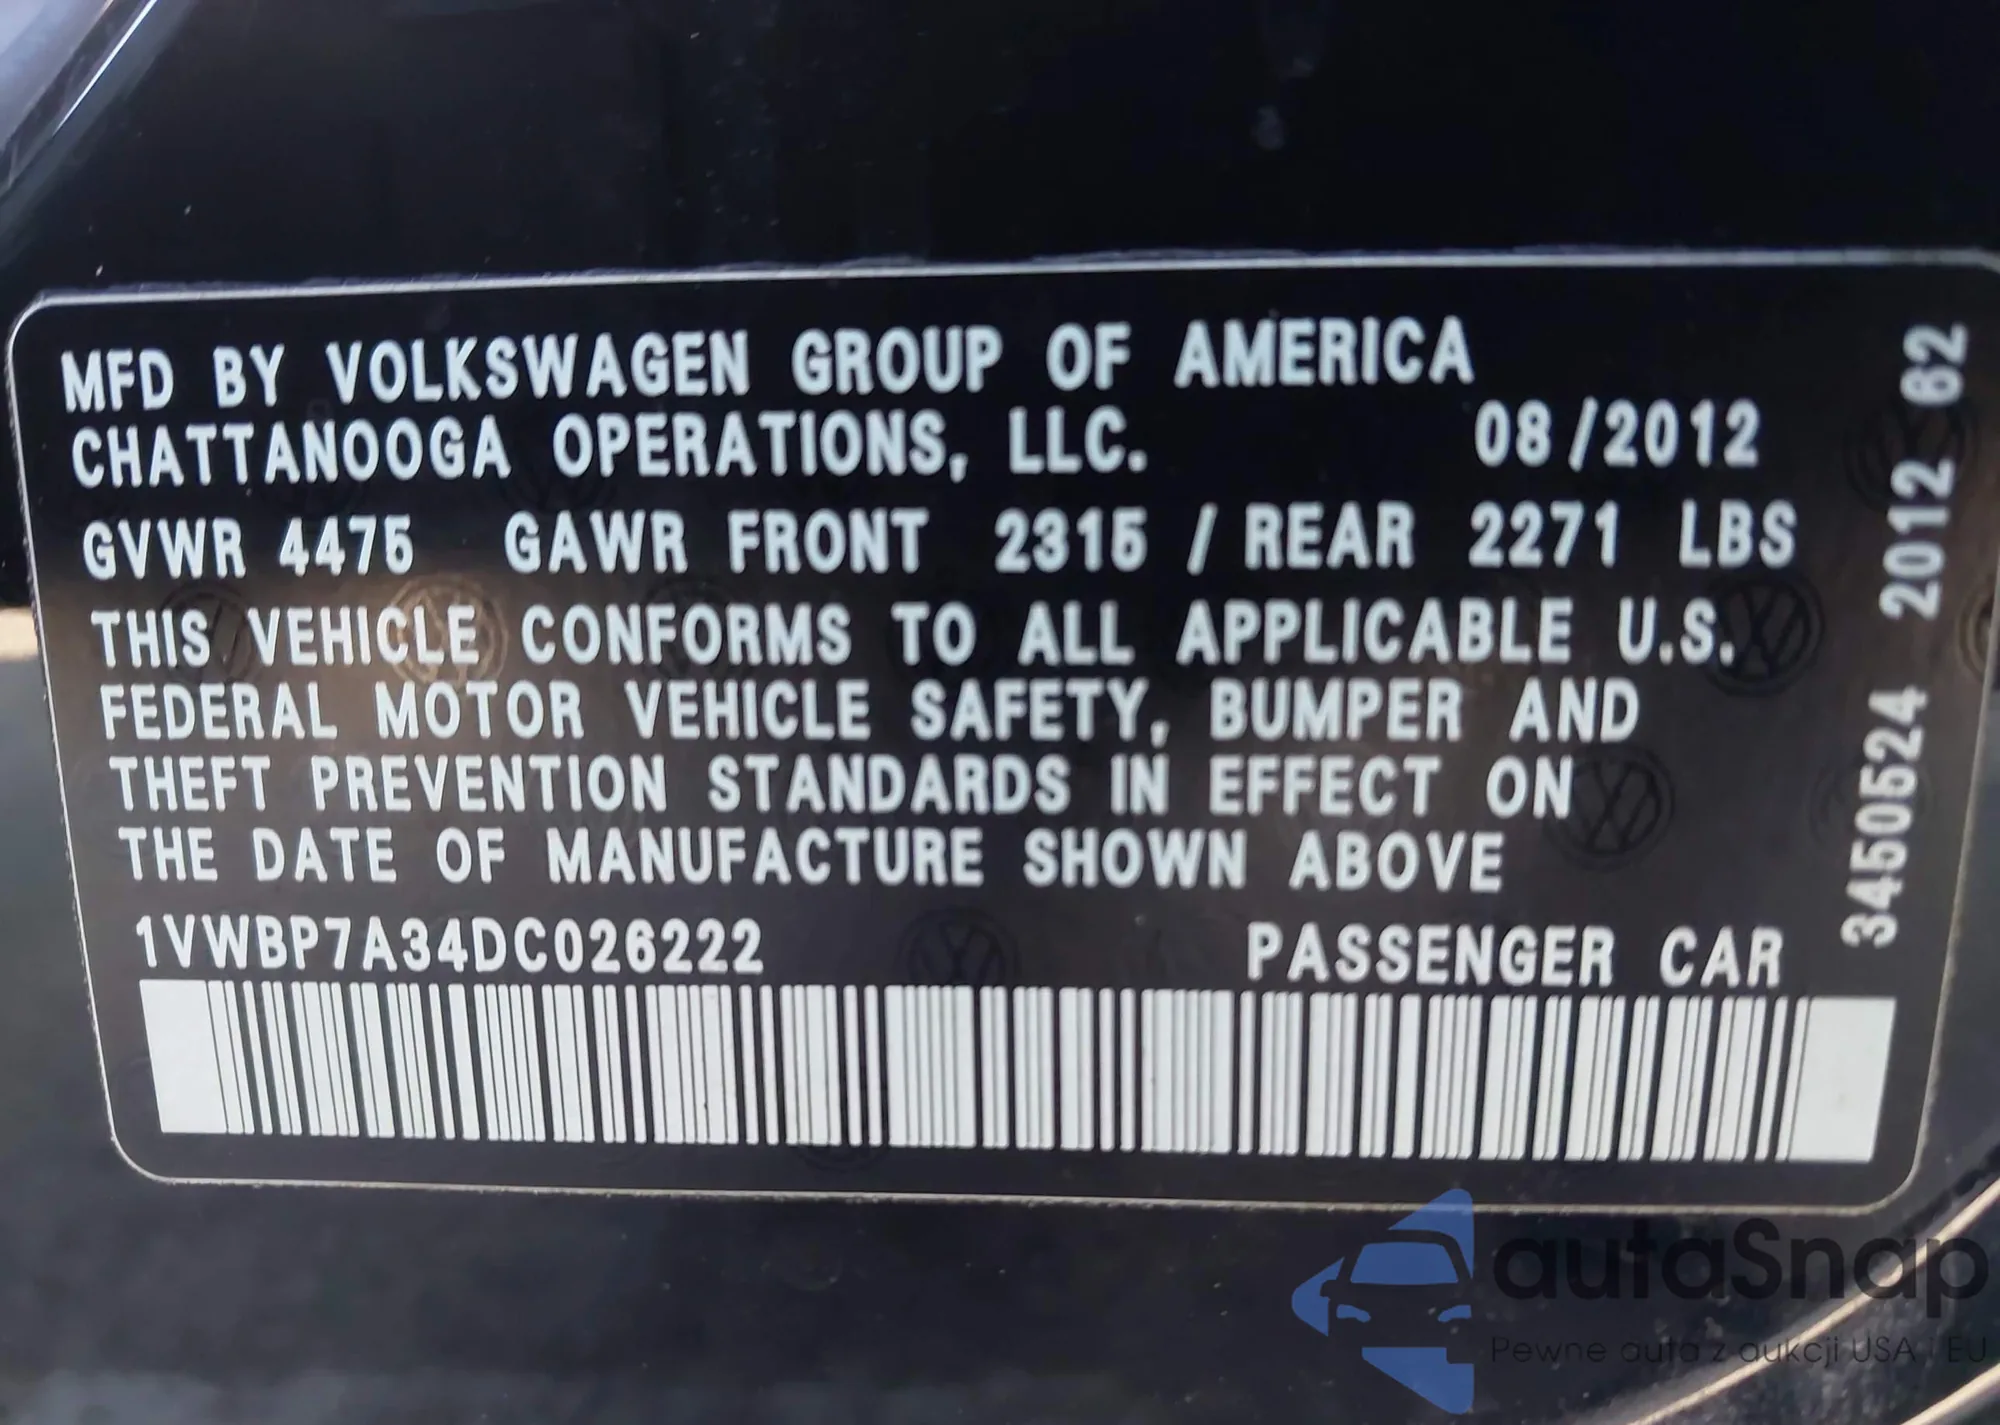 MFD BY VOLKSWAGEN GROUP OF AMERICA
CHATTANOOGA OPERATIONS, LLC. 08/2012
GVWR 4475 GAWR FRONT 2315 / REAR 2271 LBS
THIS VEHICLE CONFORMS TO ALL APPLICABLE U.S.
FEDERAL MOTOR VEHICLE SAFETY, BUMPER AND
THEFT PREVENTION STANDARDS IN EFFECT ON
THE DATE OF MANUFACTURE SHOWN ABOVE
1VWBP7A34DC026222 PASSENGER CAR
3450524 2012 62
autaSnap
Pewne auta z aukcji USA i EU